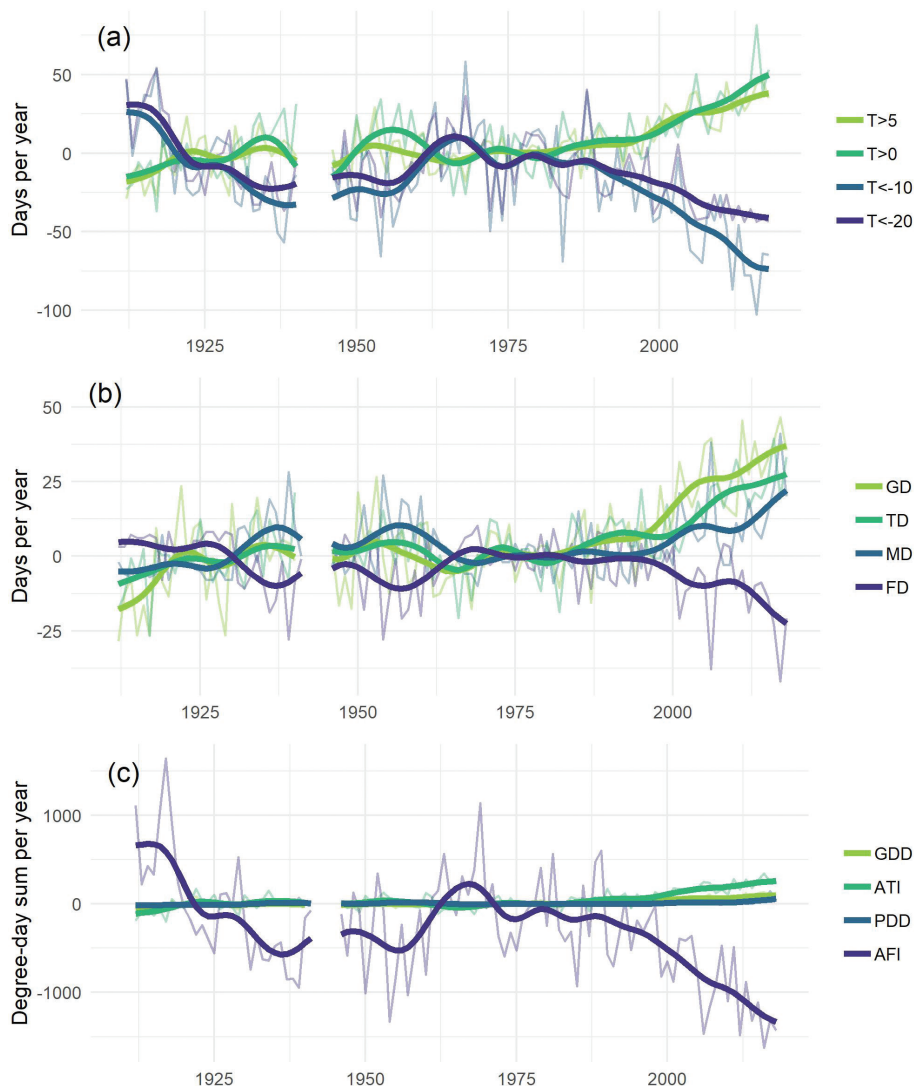 (a)
Days per year
50
0
-50
-100
1925
1950
1975
2000
T>5
T>0
T<-10
T<-20
(b)
Days per year
50
25
0
-25
1925
1950
1975
2000
GD
TD
MD
FD
(c)
Degree-day sum per year
1000
0
-1000
1925
1950
1975
2000
GDD
ATI
PDD
AFI